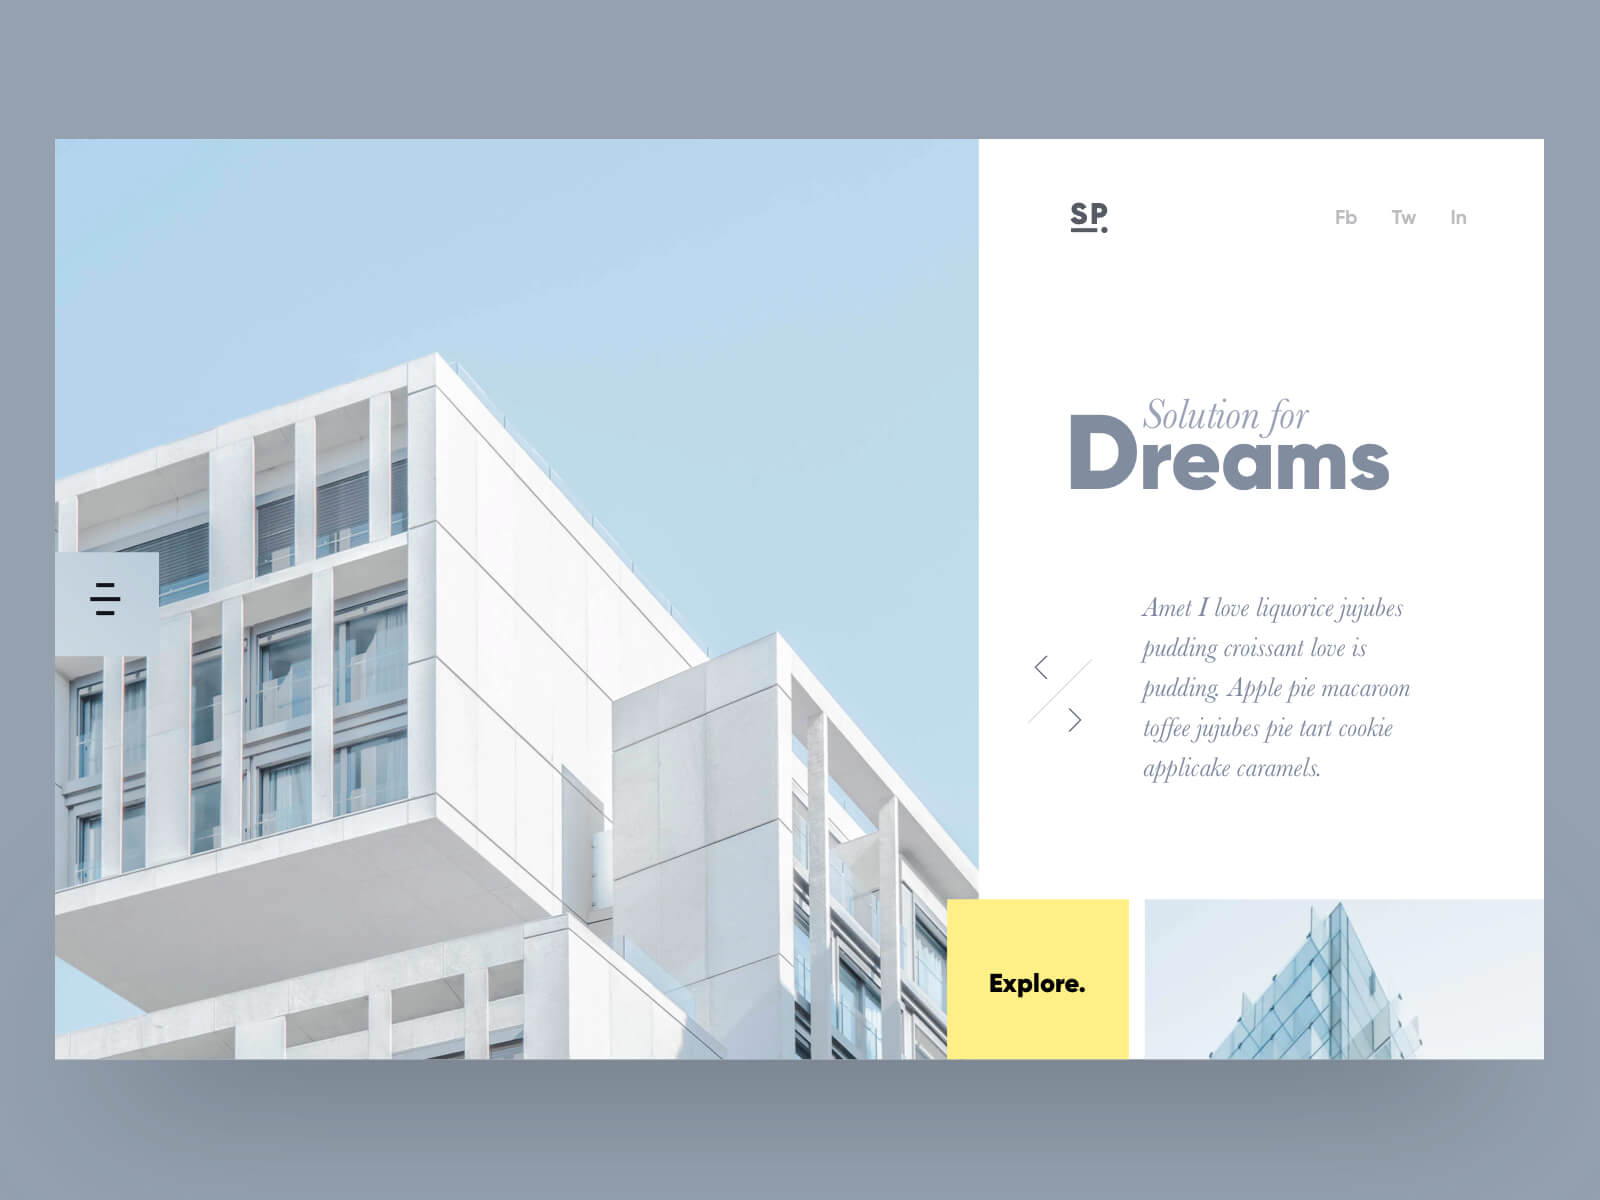 SP.
Fb Tw In
Solution for
Dreams
Amet I love liquorice jujubes
pudding croissant love is
pudding. Apple pie macaroon
toffee jujubes pie tart cookie
applicake caramels.
Explore.